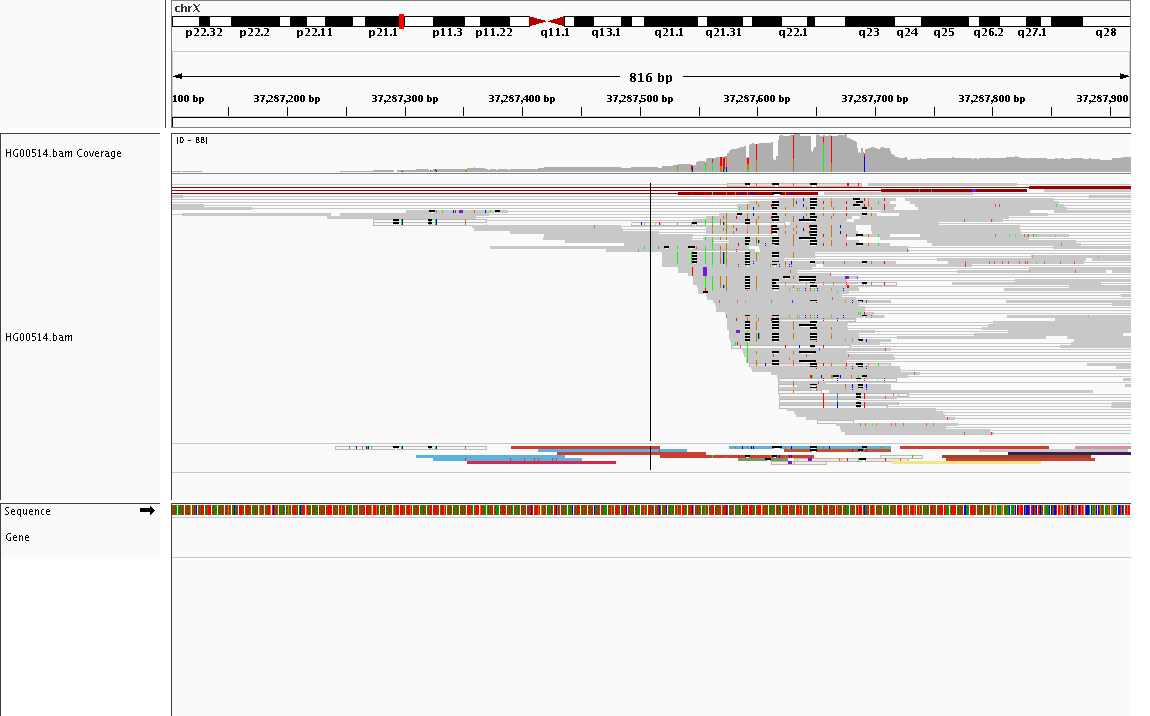 chrX
p22.32 p22.2 p22.11 p21.1 p11.3 p11.22 q11.1 q13.1 q21.1 q21.31 q22.1 q23 q24 q25 q26.2 q27.1 q28
816 bp
100 bp 37,287,200 bp 37,287,300 bp 37,287,400 bp 37,287,500 bp 37,287,600 bp 37,287,700 bp 37,287,800 bp 37,287,900
[0 - 88]
HG00514.bam Coverage
HG00514.bam
Sequence
Gene